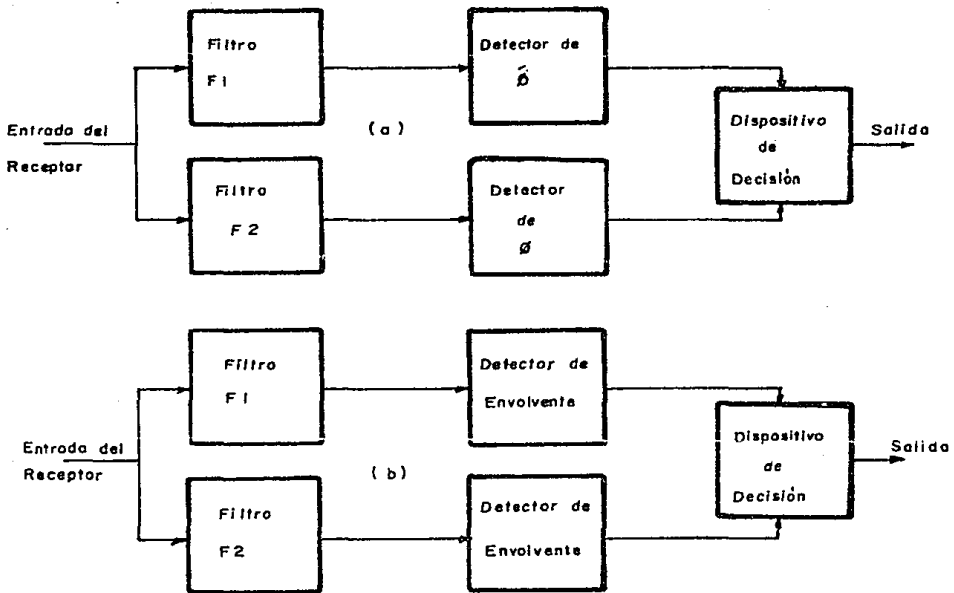 Filtro
F1
Detector de
Ø
(a)
Entrada del
Receptor
Dispositivo
de
Decisión
Salida
Filtro
F2
Detector
de
Ø
Filtro
F1
Detector de
Envolvente
(b)
Entrada del
Receptor
Dispositivo
de
Decisión
Salida
Filtro
F2
Detector de
Envolvente